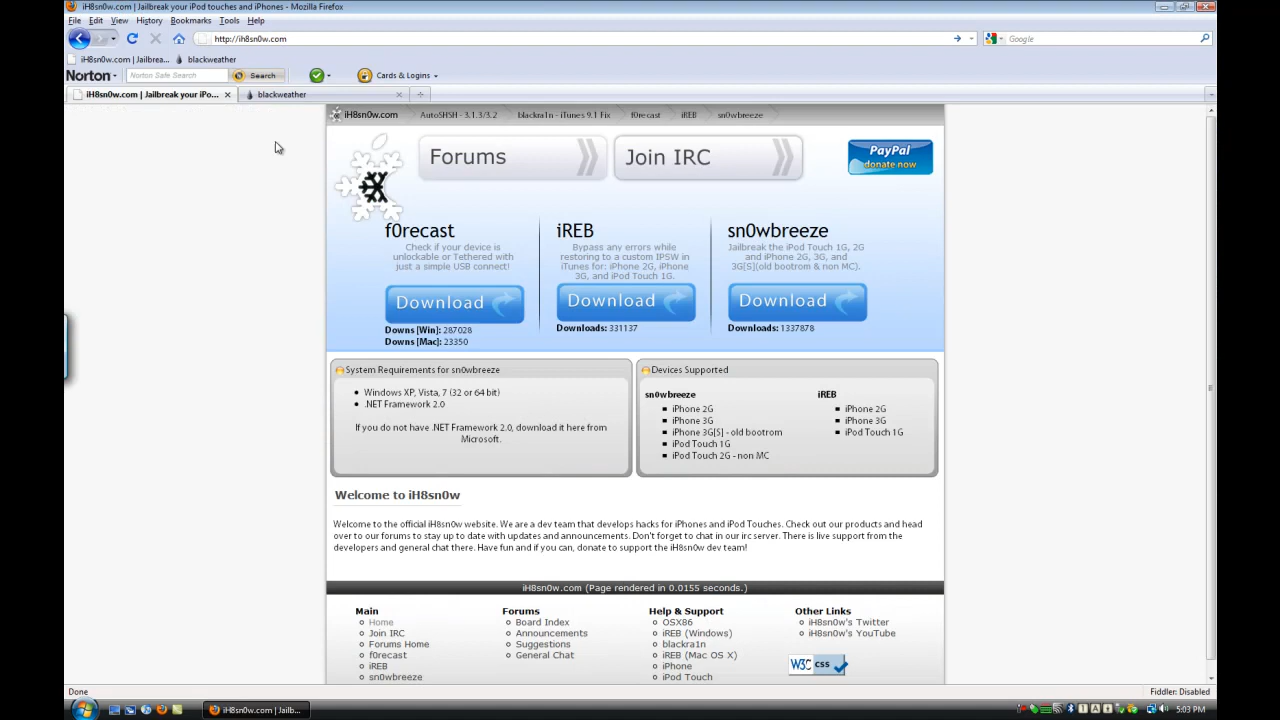 iH8sn0w.com | Jailbreak your iPod touches and iPhones - Mozilla Firefox
File Edit View History Bookmarks Tools Help
http://ih8sn0w.com/
Google
iH8sn0w.com | Jailbrea... blackweather
Norton Norton Safe Search Search Cards & Logins
iH8sn0w.com | Jailbreak your iPo... blackweather
iH8sn0w.com AutoSHSH - 3.1.3/3.2 blackra1n - iTunes 9.1 Fix f0recast iREB sn0wbreeze
Forums
Join IRC
PayPal
donate now
f0recast
Check if your device is
unlockable or Tethered with
just a simple USB connect!
Download
Downs [Win]: 287028
Downs [Mac]: 23350
iREB
Bypass any errors while
restoring to a custom IPSW in
iTunes for: iPhone 2G, iPhone
3G, and iPod Touch 1G.
Download
Downloads: 331137
sn0wbreeze
Jailbreak the iPod Touch 1G, 2G
and iPhone 2G, 3G, and
3G[S](old bootrom & non MC).
Download
Downloads: 1337878
System Requirements for sn0wbreeze
Windows XP, Vista, 7 (32 or 64 bit)
.NET Framework 2.0
If you do not have .NET Framework 2.0, download it here from
Microsoft.
Devices Supported
sn0wbreeze
iPhone 2G
iPhone 3G
iPhone 3G[S] - old bootrom
iPod Touch 1G
iPod Touch 2G - non MC
iREB
iPhone 2G
iPhone 3G
iPod Touch 1G
Welcome to iH8sn0w
Welcome to the official iH8sn0w website. We are a dev team that develops hacks for iPhones and iPod Touches. Check out our products and head
over to our forums to stay up to date with updates and announcements. Don't forget to chat in our irc server. There is live support from the
developers and general chat there. Have fun and if you can, donate to support the iH8sn0w dev team!
iH8sn0w.com (Page rendered in 0.0155 seconds.)
Main
Home
Join IRC
Forums Home
f0recast
iREB
sn0wbreeze
Forums
Board Index
Announcements
Suggestions
General Chat
Help & Support
OSX86
iREB (Windows)
blackra1n
iREB (Mac OS X)
iPhone
iPod Touch
Other Links
iH8sn0w's Twitter
iH8sn0w's YouTube
W3C css
Done
Fiddler: Disabled
iH8sn0w.com | Jailb...
5:03 PM